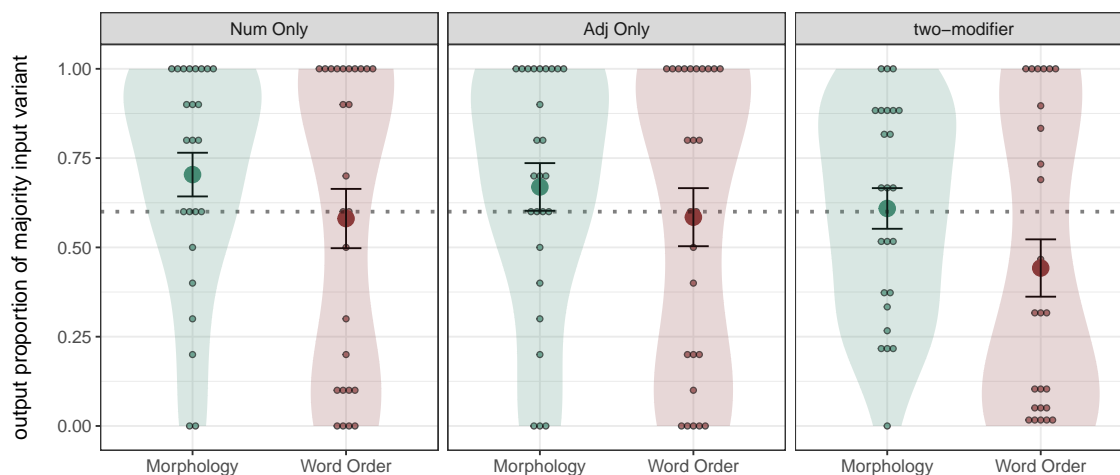 Num Only
Adj Only
two−modifier
output proportion of majority input variant
1.00
0.75
0.50
0.25
0.00
Morphology
Word Order
Morphology
Word Order
Morphology
Word Order